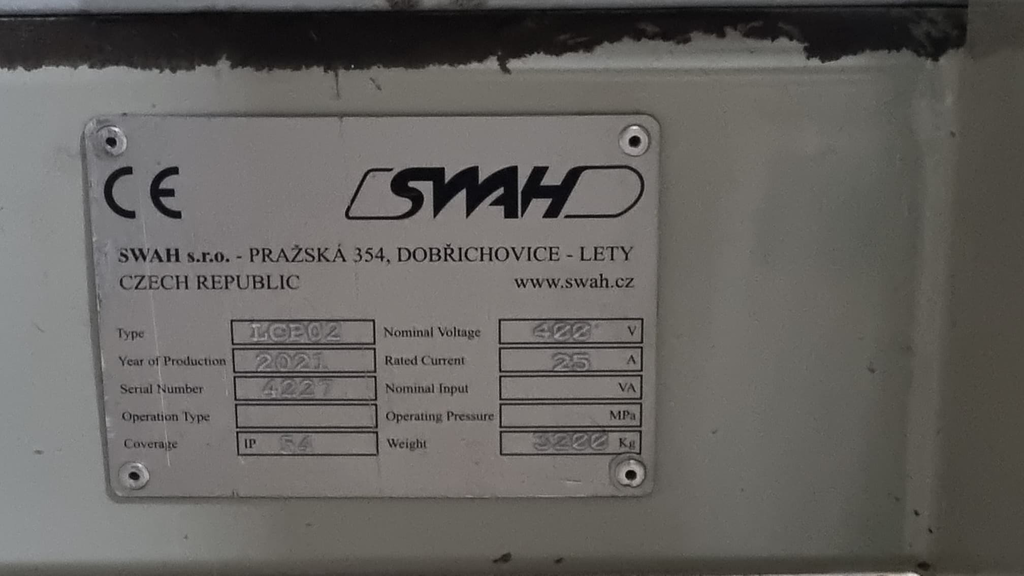 CE
SWAH
SWAH s.r.o. - PRAŽSKÁ 354, DOBŘICHOVICE - LETY
CZECH REPUBLIC www.swah.cz
Type LCP02 Nominal Voltage 400 V
Year of Production 2021 Rated Current 25 A
Serial Number 4227 Nominal Input VA
Operation Type Operating Pressure MPa
Coverage IP 54 Weight 3200 Kg